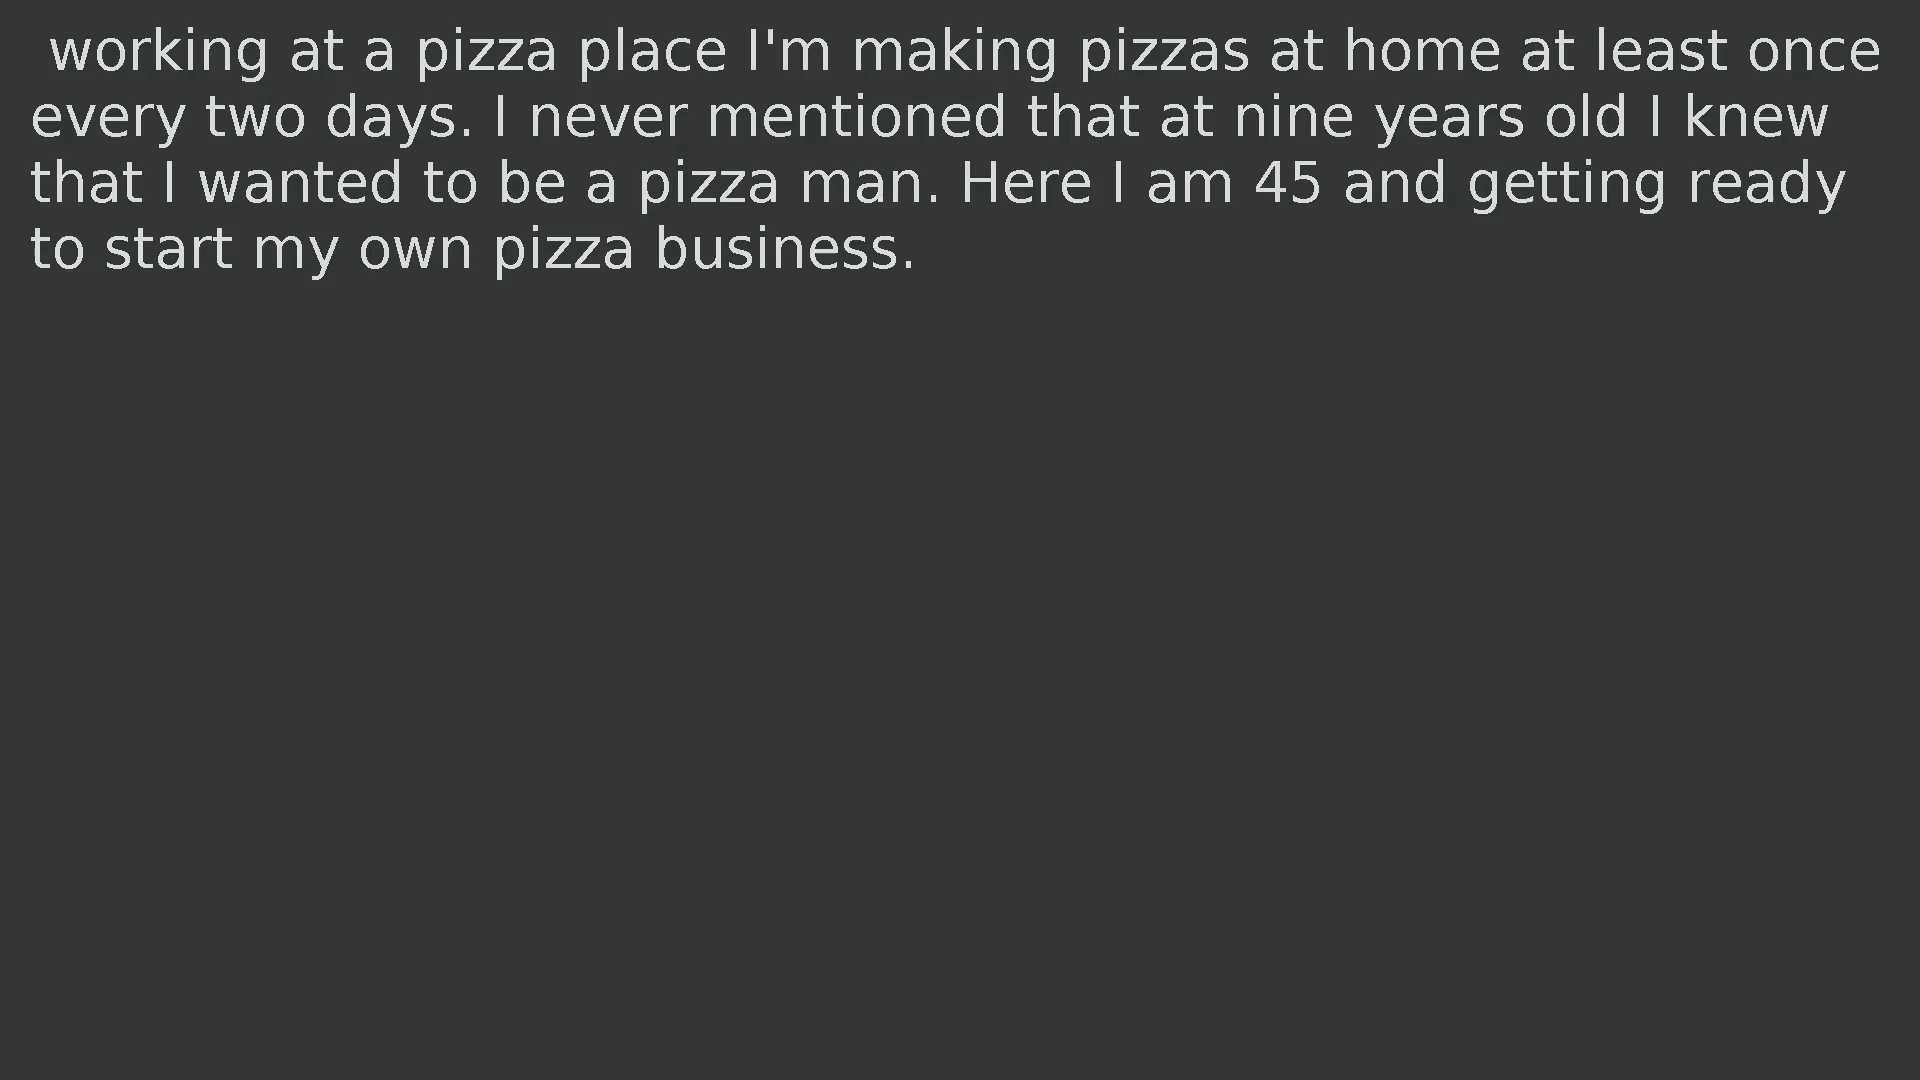 working at a pizza place I'm making pizzas at home at least once
every two days. I never mentioned that at nine years old I knew
that I wanted to be a pizza man. Here I am 45 and getting ready
to start my own pizza business.